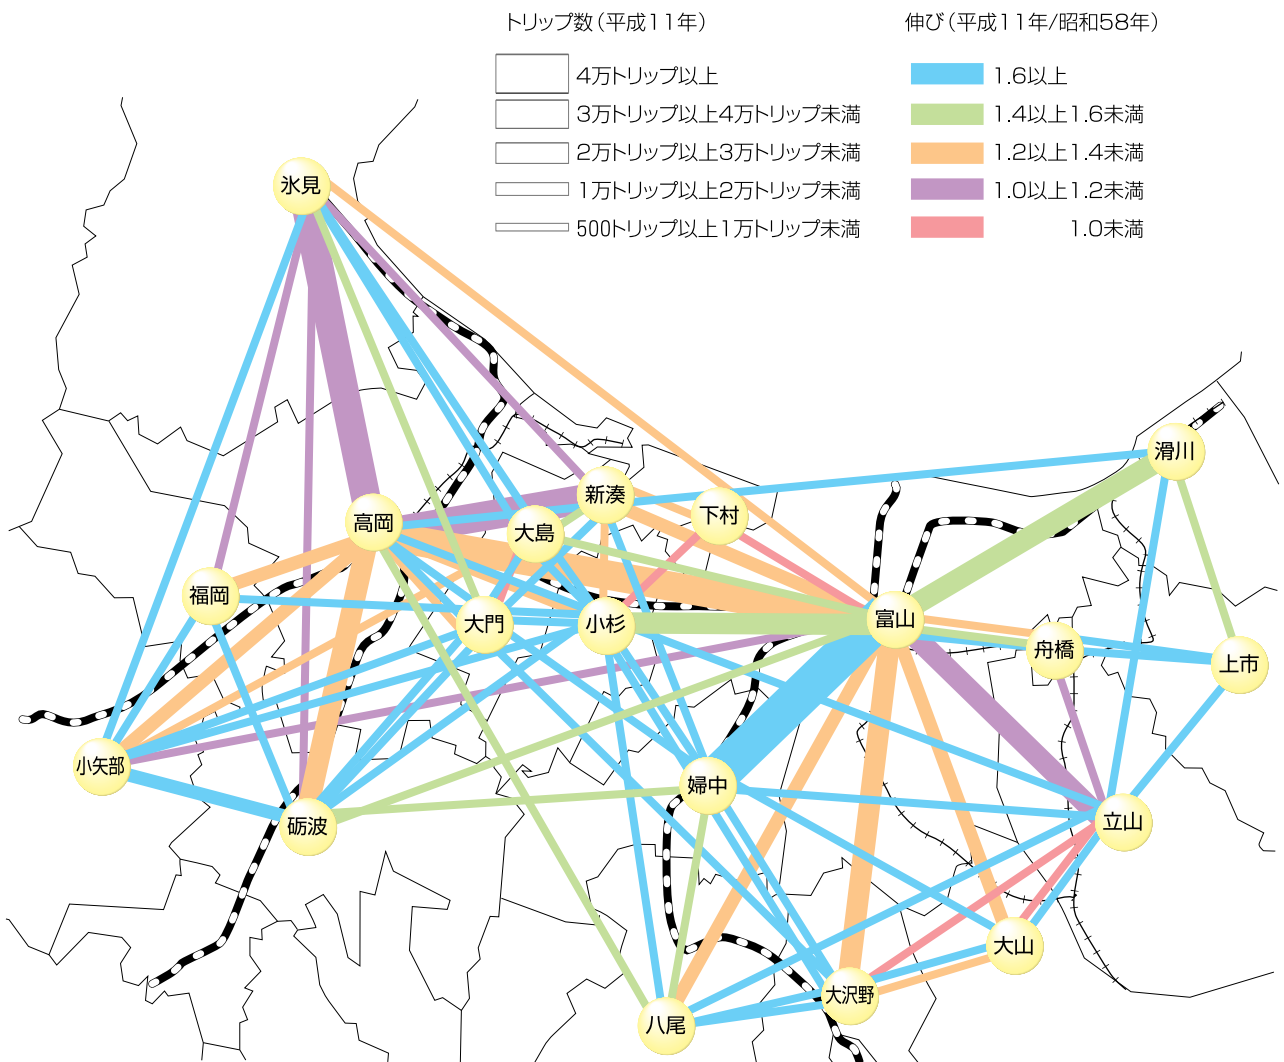 トリップ数(平成11年)
4万トリップ以上
3万トリップ以上4万トリップ未満
2万トリップ以上3万トリップ未満
1万トリップ以上2万トリップ未満
500トリップ以上1万トリップ未満
伸び(平成11年/昭和58年)
1.6以上
1.4以上1.6未満
1.2以上1.4未満
1.0以上1.2未満
1.0未満
氷見
滑川
新湊
下村
高岡
大島
福岡
大門
小杉
富山
舟橋
上市
小矢部
婦中
砺波
立山
大山
大沢野
八尾